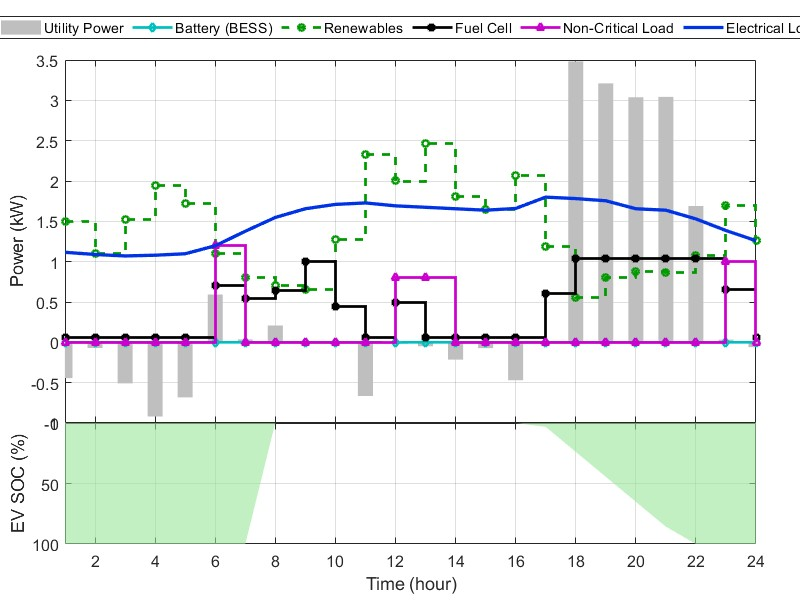 Utility Power Battery (BESS) Renewables Fuel Cell Non-Critical Load Electrical Lo
3.5
3
2.5
2
1.5
1
0.5
0
-0.5
Power (kW)
0
50
100
EV SOC (%)
2 4 6 8 10 12 14 16 18 20 22 24
Time (hour)